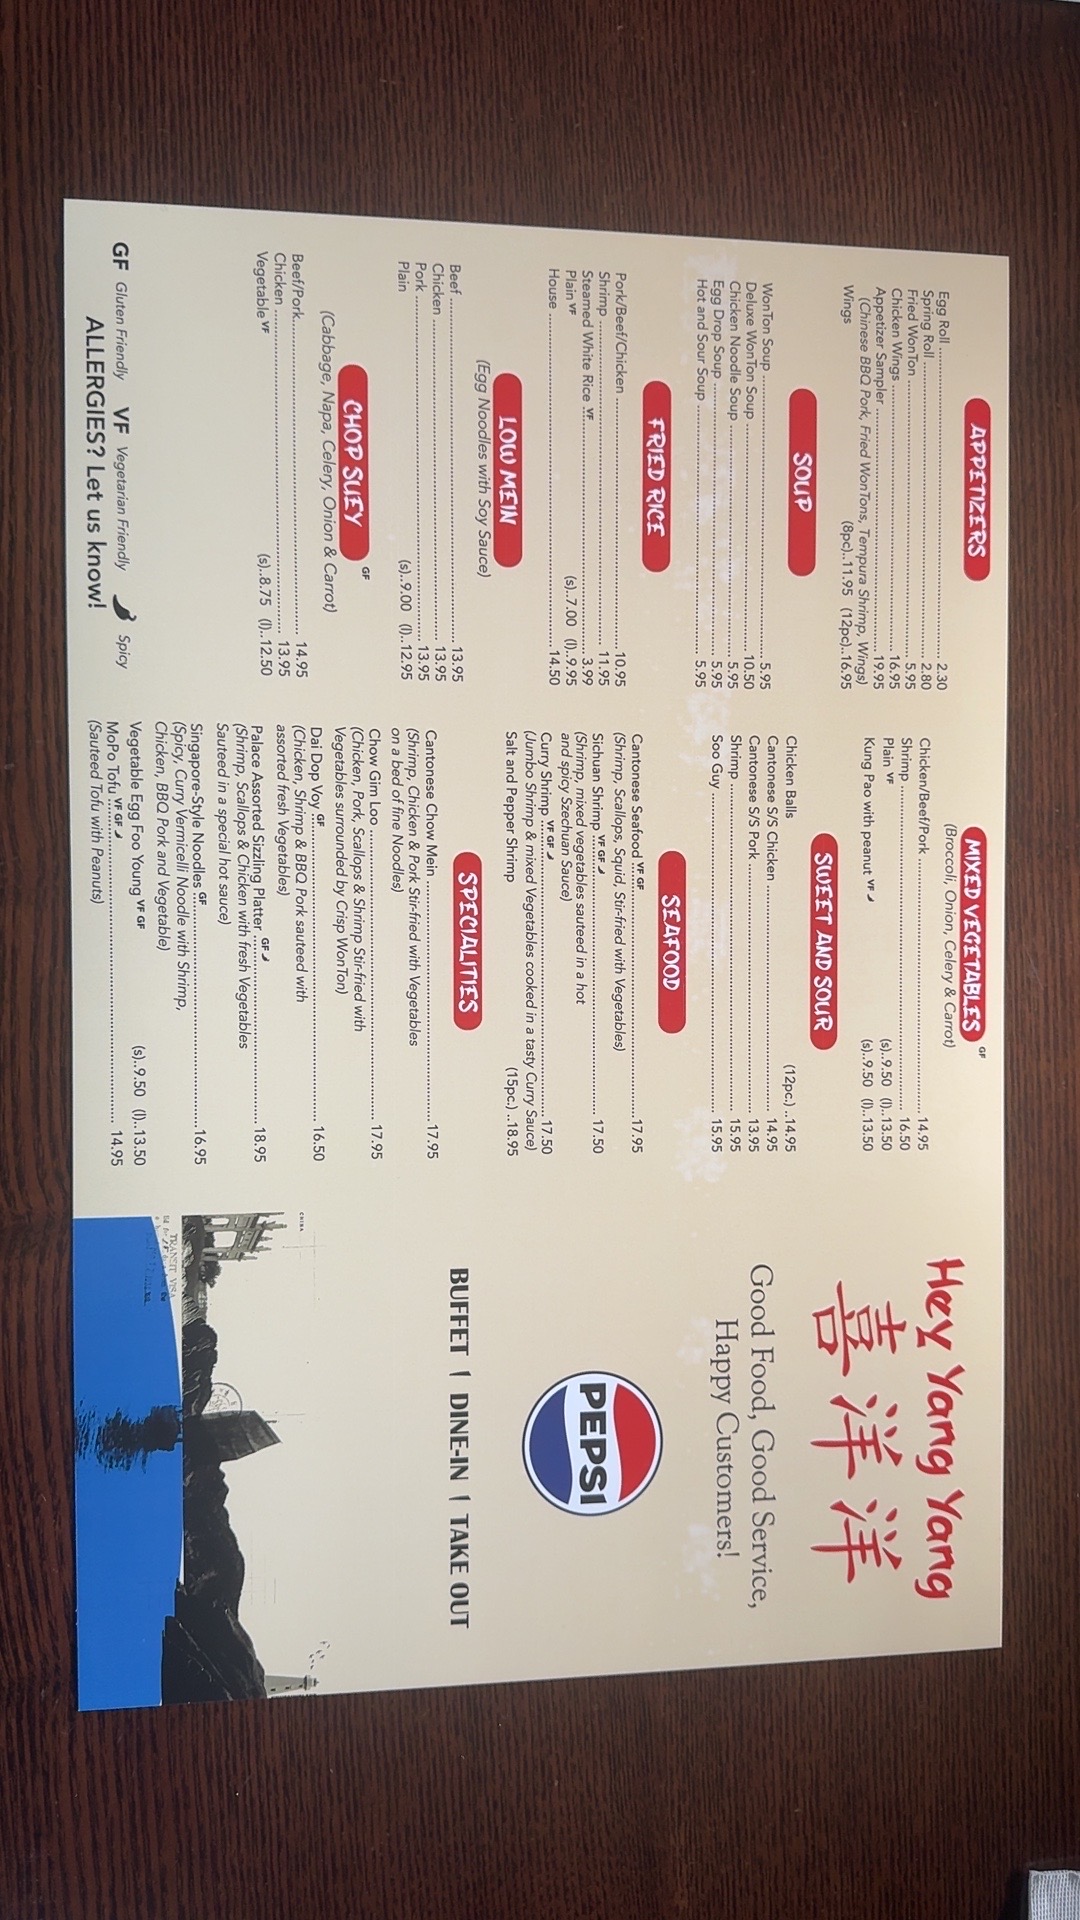 APPETIZERS
Egg Roll 2.30
Spring Roll 2.80
Fried WonTon 5.95
Chicken Wings 16.95
Appetizer Sampler 19.95
(Chinese BBQ Pork, Fried WonTons, Tempura Shrimp, Wings)
Wings (8pc)..11.95 (12pc)..16.95
SOUP
WonTon Soup 5.95
Deluxe WonTon Soup 10.50
Chicken Noodle Soup 5.95
Egg Drop Soup 5.95
Hot and Sour Soup 5.95
FRIED RICE
Pork/Beef/Chicken 10.95
Shrimp 11.95
Steamed White Rice VF 3.99
Plain VF (s)..7.00 (l)..9.95
House 14.50
LOW MEIN
(Egg Noodles with Soy Sauce)
Beef 13.95
Chicken 13.95
Pork 13.95
Plain (s)..9.00 (l)..12.95
CHOP SUEY GF
(Cabbage, Napa, Celery, Onion & Carrot)
Beef/Pork 14.95
Chicken 13.95
Vegetable VF (s)..8.75 (l)..12.50
GF Gluten Friendly VF Vegetarian Friendly Spicy
ALLERGIES? Let us know!
MIXED VEGETABLES GF
(Broccoli, Onion, Celery & Carrot)
Chicken/Beef/Pork 14.95
Shrimp 16.50
Plain VF (s)..9.50 (l)..13.50
Kung Pao with peanut VF (s)..9.50 (l)..13.50
SWEET AND SOUR
Chicken Balls (12pc.) ..14.95
Cantonese S/S Chicken 14.95
Cantonese S/S Pork 13.95
Shrimp 15.95
Soo Guy 15.95
SEAFOOD
Cantonese Seafood VF GF 17.95
(Shrimp, Scallops, Squid, Stir-fried with Vegetables)
Sichuan Shrimp VF GF 17.50
(Shrimp, mixed vegetables sauteed in a hot
and spicy Szechuan Sauce)
Curry Shrimp VF GF 17.50
(Jumbo Shrimp & mixed Vegetables cooked in a tasty Curry Sauce)
Salt and Pepper Shrimp (15pc.) ..18.95
SPECIALITIES
Cantonese Chow Mein 17.95
(Shrimp, Chicken & Pork Stir-fried with Vegetables
on a bed of fine Noodles)
Chow Gim Loo 17.95
(Chicken, Pork, Scallops & Shrimp Stir-fried with
Vegetables surrounded by Crisp WonTon)
Dai Dop Voy GF 16.50
(Chicken, Shrimp & BBQ Pork sauteed with
assorted fresh Vegetables)
Palace Assorted Sizzling Platter GF 18.95
(Shrimp, Scallops & Chicken with fresh Vegetables
Sauteed in a special hot sauce)
Singapore-Style Noodles GF 16.95
(Spicy, Curry Vermicelli Noodle with Shrimp,
Chicken, BBQ Pork and Vegetable)
Vegetable Egg Foo Young VF GF (s)..9.50 (l)..13.50
MoPo Tofu VF GF 14.95
(Sauteed Tofu with Peanuts)
Hey Yang Yang
喜洋洋
Good Food, Good Service,
Happy Customers!
PEPSI
BUFFET | DINE-IN | TAKE OUT
CHINA
TRANSIT VISA